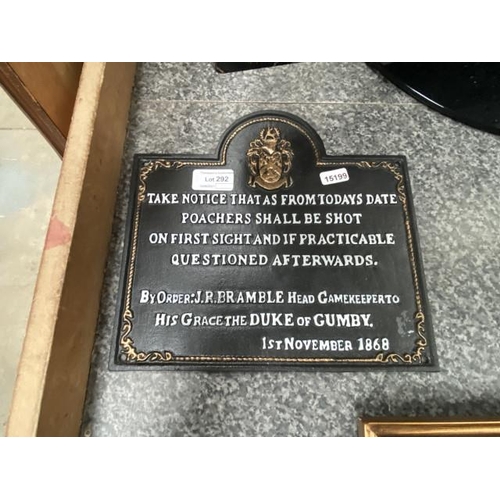 Lot 292
15199
TAKE NOTICE THAT AS FROM TODAYS DATE
POACHERS SHALL BE SHOT
ON FIRST SIGHT AND IF PRACTICABLE
QUESTIONED AFTERWARDS.
BY ORDER: J.R. BRAMBLE HEAD GAMEKEEPER TO
HIS GRACE THE DUKE OF GUMBY.
1ST NOVEMBER 1868